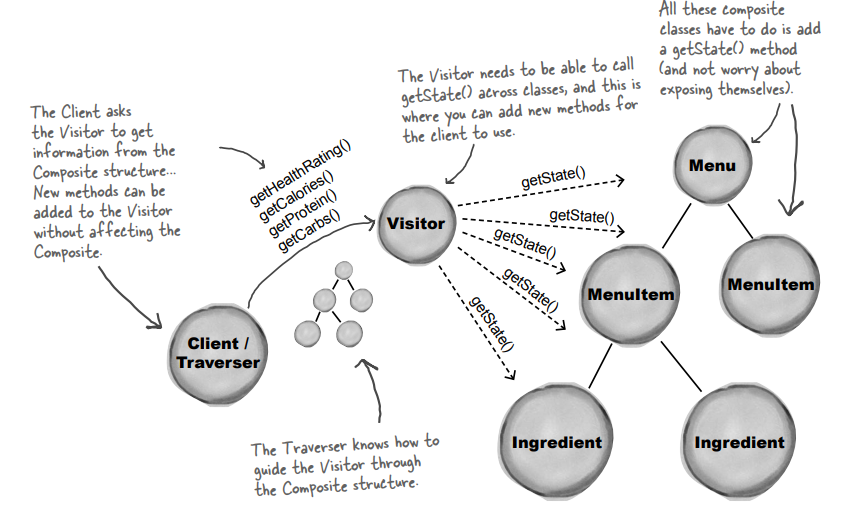 All these composite
classes have to do is add
a getState() method
(and not worry about
exposing themselves).
The Visitor needs to be able to call
getState() across classes, and this is
where you can add new methods for
the client to use.
The Client asks
the Visitor to get
information from the
Composite structure...
New methods can be
added to the Visitor
without affecting the
Composite.
getHealthRating()
getCalories()
getProtein()
getCarbs()
Visitor
getState()
getState()
getState()
getState()
getState()
Menu
MenuItem
MenuItem
Client /
Traverser
Ingredient
Ingredient
The Traverser knows how to
guide the Visitor through
the Composite structure.